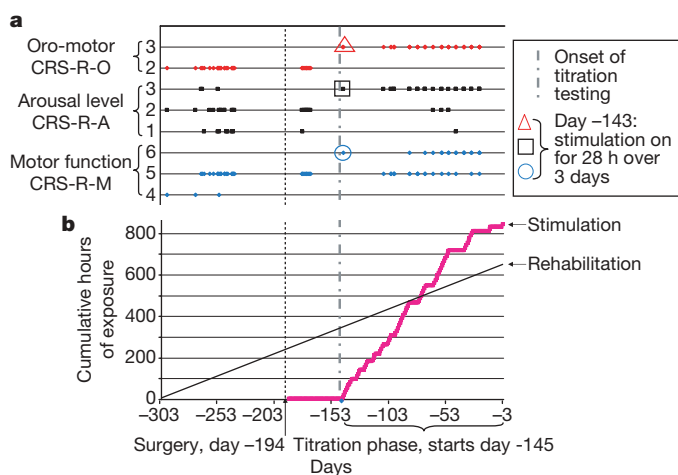 a
Oro-motor
CRS-R-O
3
2
Arousal level
CRS-R-A
3
2
1
Motor function
CRS-R-M
6
5
4
Onset of
titration
testing
Day –143:
stimulation on
for 28 h over
3 days
b
Cumulative hours
of exposure
800
600
400
200
0
Stimulation
Rehabilitation
–303 –253 –203 –153 –103 –53 –3
Surgery, day –194 Titration phase, starts day -145
Days